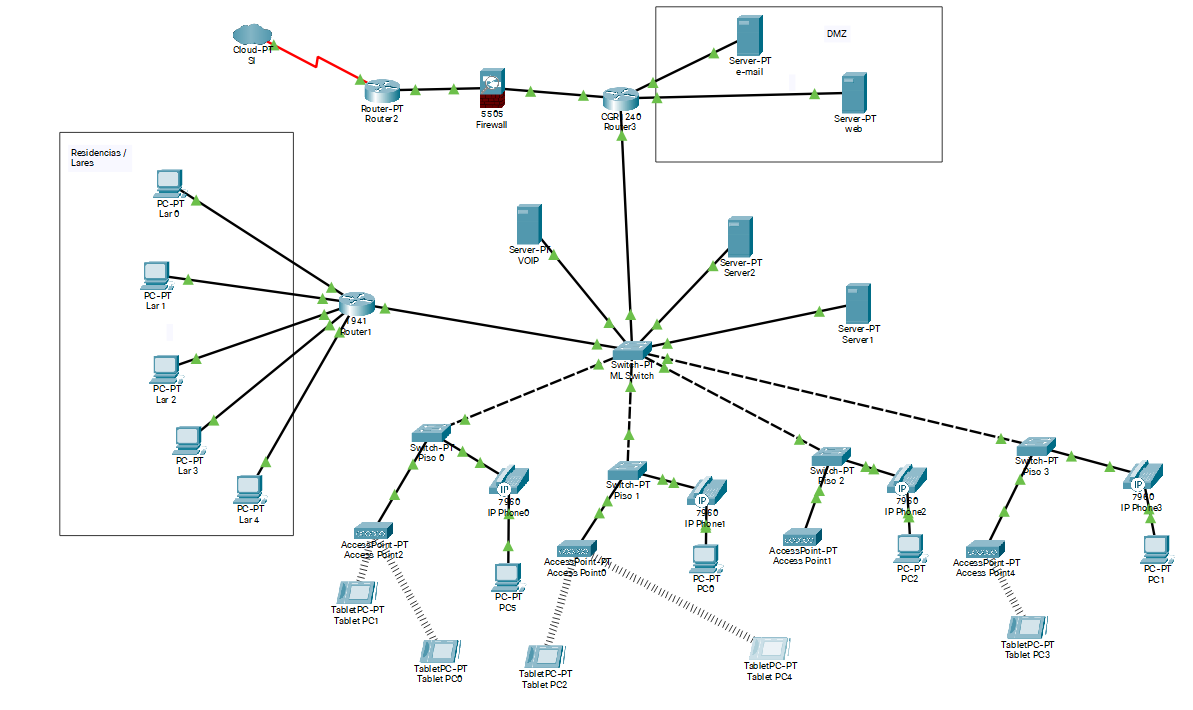 Cloud-PT
SI
Router-PT
Router2
5505
Firewall
CGR1240
Router3
Server-PT
e-mail
DMZ
Server-PT
web
Residencias /
Lares
PC-PT
Lar 0
PC-PT
Lar 1
PC-PT
Lar 2
PC-PT
Lar 3
PC-PT
Lar 4
1941
Router1
Server-PT
VOIP
Server-PT
Server2
Server-PT
Server1
Switch-PT
ML Switch
Switch-PT
Piso 0
IP
7960
IP Phone0
Switch-PT
Piso 1
IP
7960
IP Phone1
Switch-PT
Piso 2
IP
7960
IP Phone2
Switch-PT
Piso 3
IP
7960
IP Phone3
AccessPoint-PT
Access Point2
PC-PT
PC5
AccessPoint-PT
Access Point0
PC-PT
PC0
AccessPoint-PT
Access Point1
PC-PT
PC2
AccessPoint-PT
Access Point4
PC-PT
PC1
TabletPC-PT
Tablet PC1
TabletPC-PT
Tablet PC0
TabletPC-PT
Tablet PC2
TabletPC-PT
Tablet PC4
TabletPC-PT
Tablet PC3